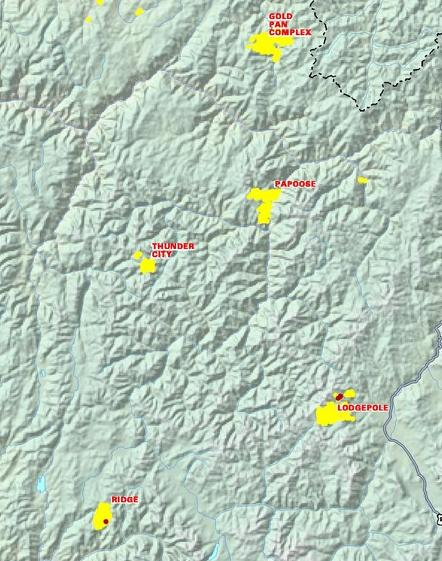 GOLD
PAN
COMPLEX
PAPOOSE
THUNDER
CITY
LODGEPOLE
RIDGE